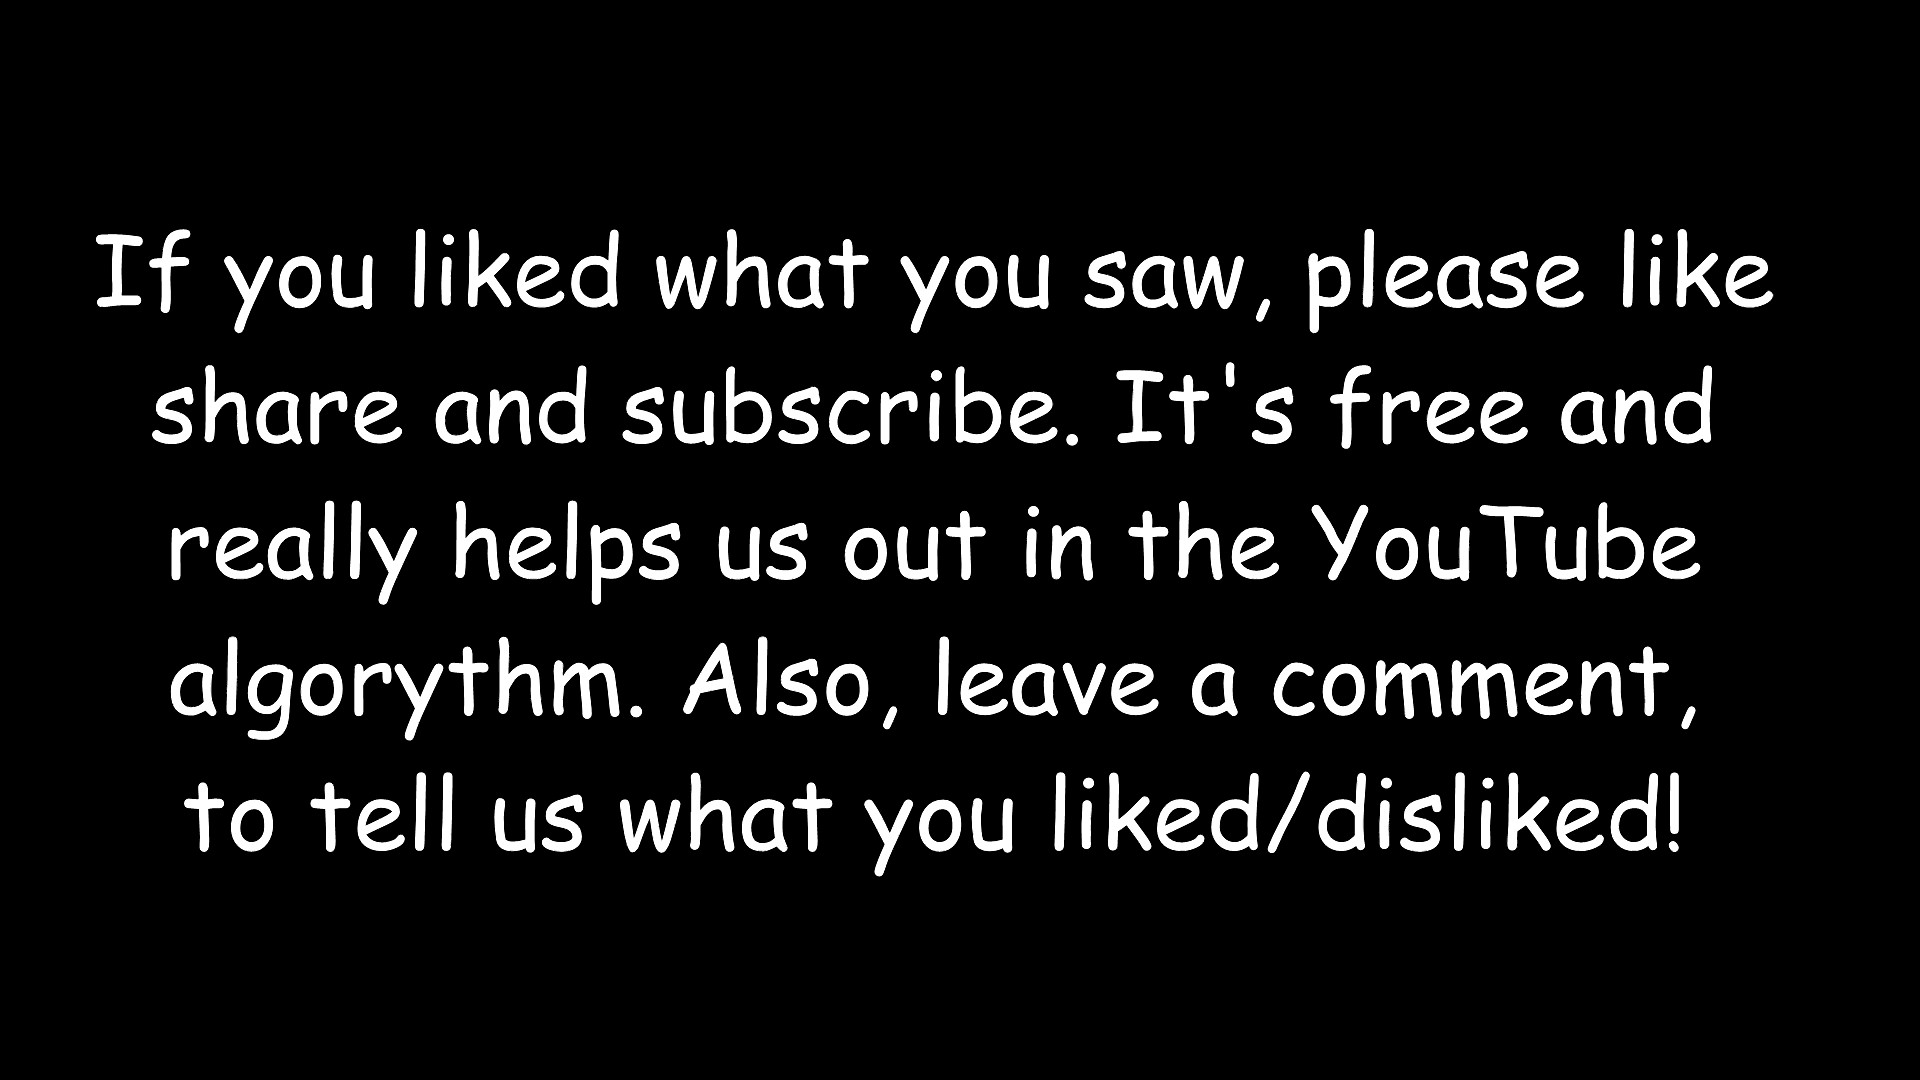 If you liked what you saw, please like
share and subscribe. It's free and
really helps us out in the YouTube
algorythm. Also, leave a comment,
to tell us what you liked/disliked!